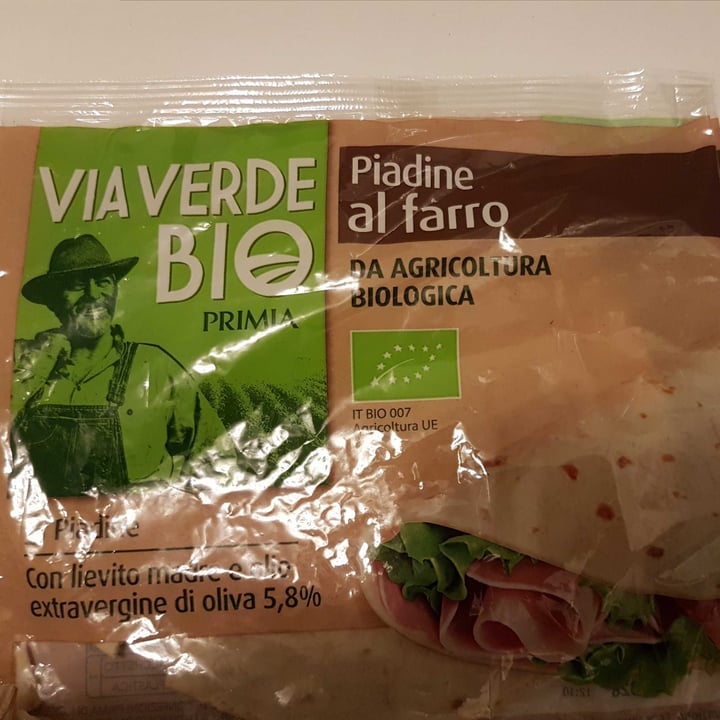 VIA VERDE
BIO
PRIMIA
Piadine
al farro
DA AGRICOLTURA
BIOLOGICA
IT BIO 007
Agricoltura UE
Piadine
Con lievito madre e olio
extravergine di oliva 5,8%